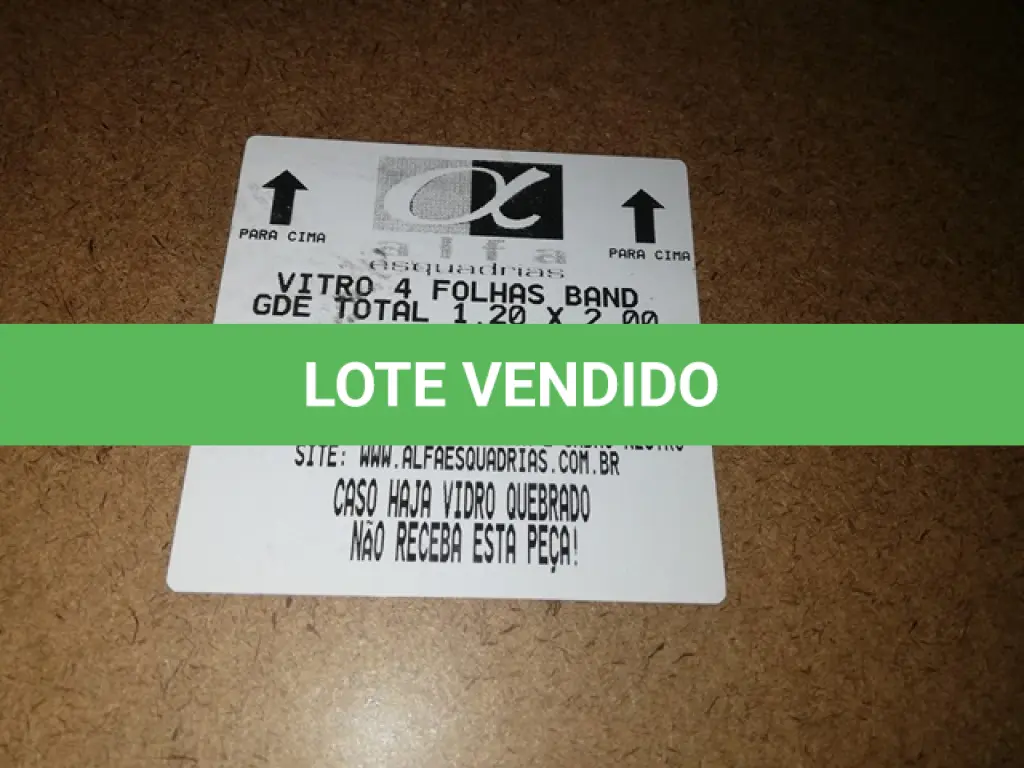 PARA CIMA
PARA CIMA
alfa
esquadrias
VITRO 4 FOLHAS BAND
GDE TOTAL 1.20 X 2.00
LOTE VENDIDO
SITE: WWW.ALFAESQUADRIAS.COM.BR
CASO HAJA VIDRO QUEBRADO
NÃO RECEBA ESTA PEÇA!